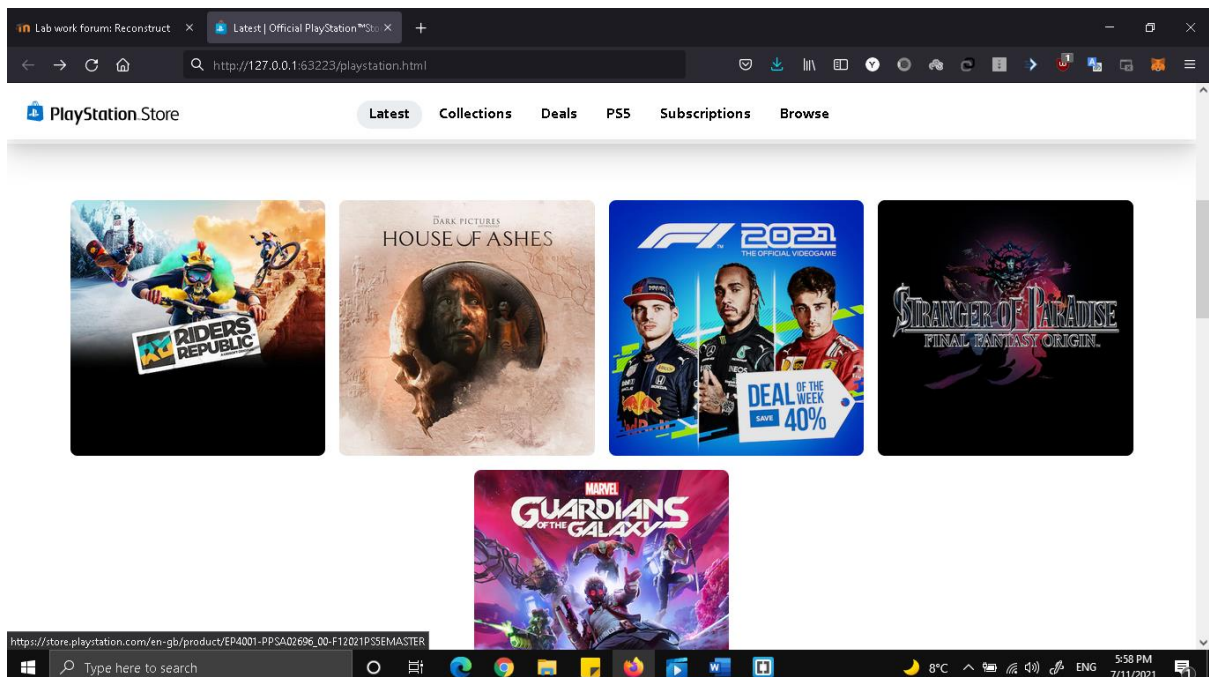 Lab work forum: Reconstruct
Latest | Official PlayStation™Sto
http://127.0.0.1:63223/playstation.html
1
PlayStation.Store
Latest Collections Deals PS5 Subscriptions Browse
RIDERS
REPUBLIC
THE
DARK PICTURES
HOUSE OF ASHES
F1 2021
THE OFFICIAL VIDEOGAME
DEAL OF THE
WEEK
SAVE 40%
STRANGER OF PARADISE
FINAL FANTASY ORIGIN
MARVEL
GUARDIANS
OF THE GALAXY
https://store.playstation.com/en-gb/product/EP4001-PPSA02696_00-F12021PS5EMASTER
Type here to search
8°C
ENG
5:58 PM
7/11/2021